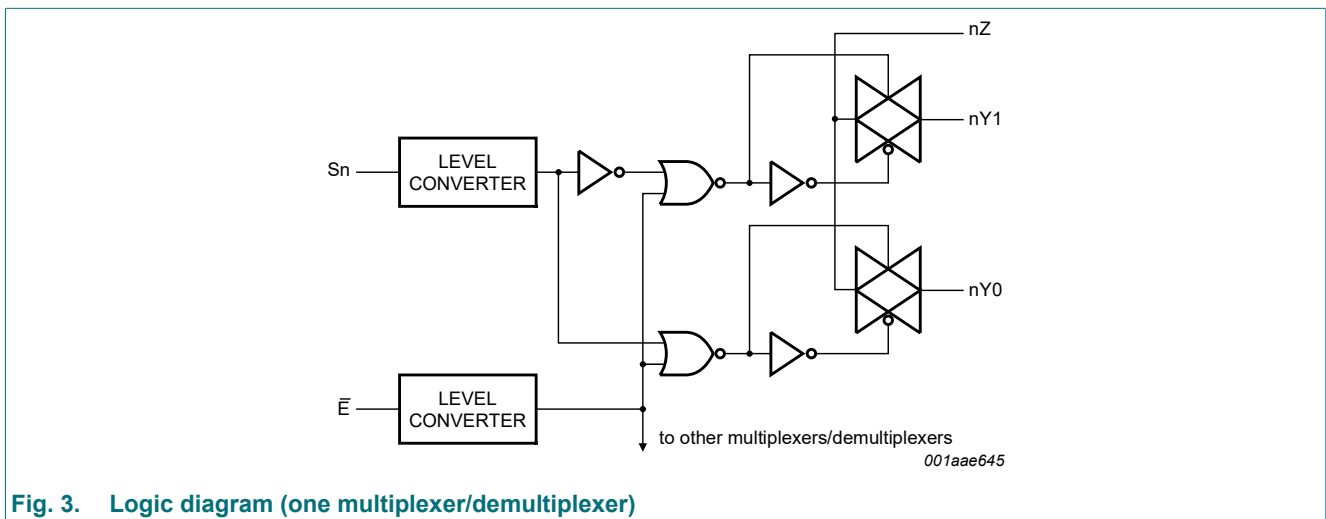 nZ
nY1
Sn
LEVEL
CONVERTER
nY0
E̅
LEVEL
CONVERTER
to other multiplexers/demultiplexers
001aae645
Fig. 3. Logic diagram (one multiplexer/demultiplexer)